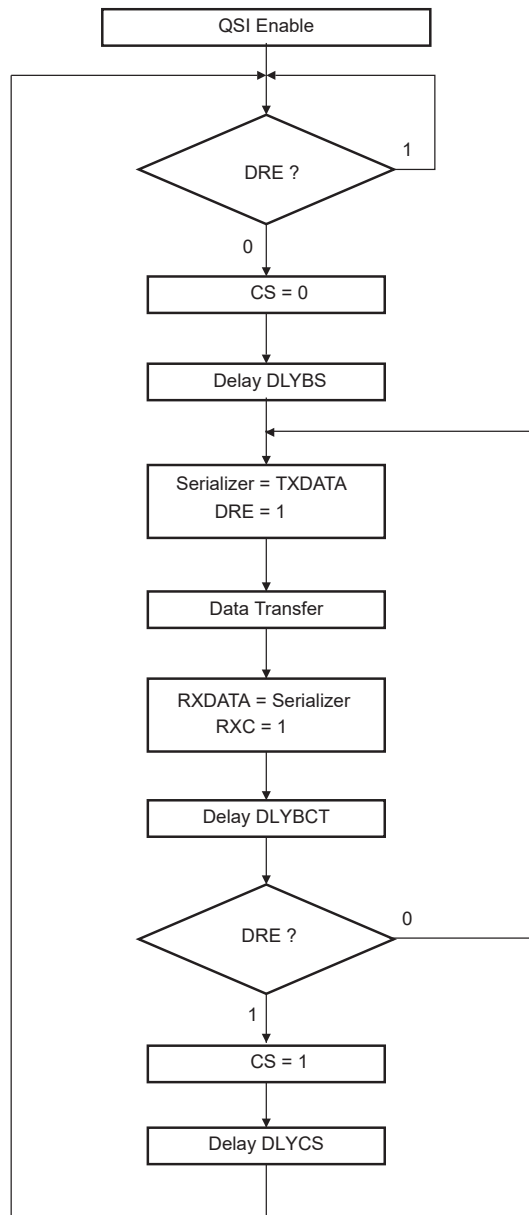 QSI Enable
DRE ?
1
0
CS = 0
Delay DLYBS
Serializer = TXDATA
DRE = 1
Data Transfer
RXDATA = Serializer
RXC = 1
Delay DLYBCT
DRE ?
0
1
CS = 1
Delay DLYCS